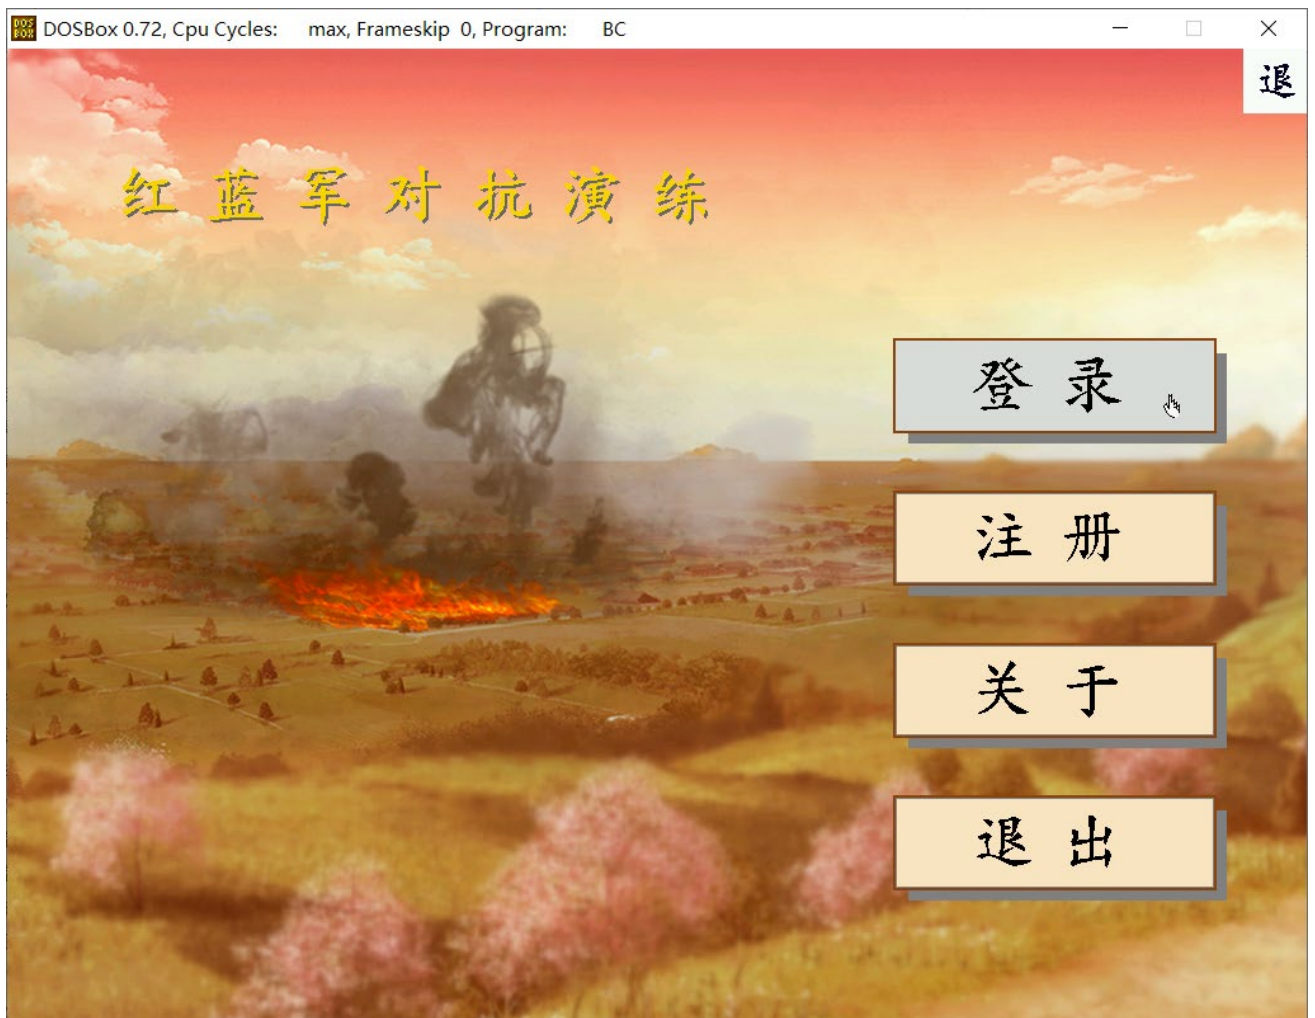 DOSBox 0.72, Cpu Cycles: max, Frameskip 0, Program: BC
退
红蓝军对抗演练
登录
注册
关于
退出